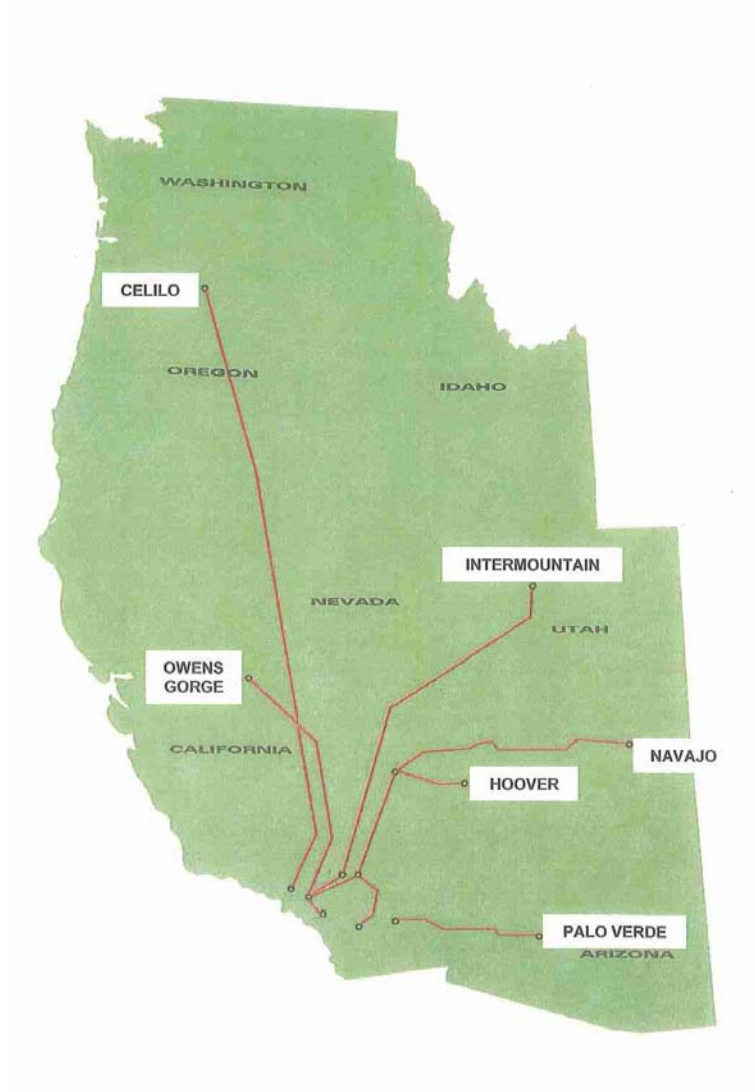 WASHINGTON
CELILO
OREGON
IDAHO
INTERMOUNTAIN
NEVADA
UTAH
OWENS
GORGE
CALIFORNIA
NAVAJO
HOOVER
PALO VERDE
ARIZONA